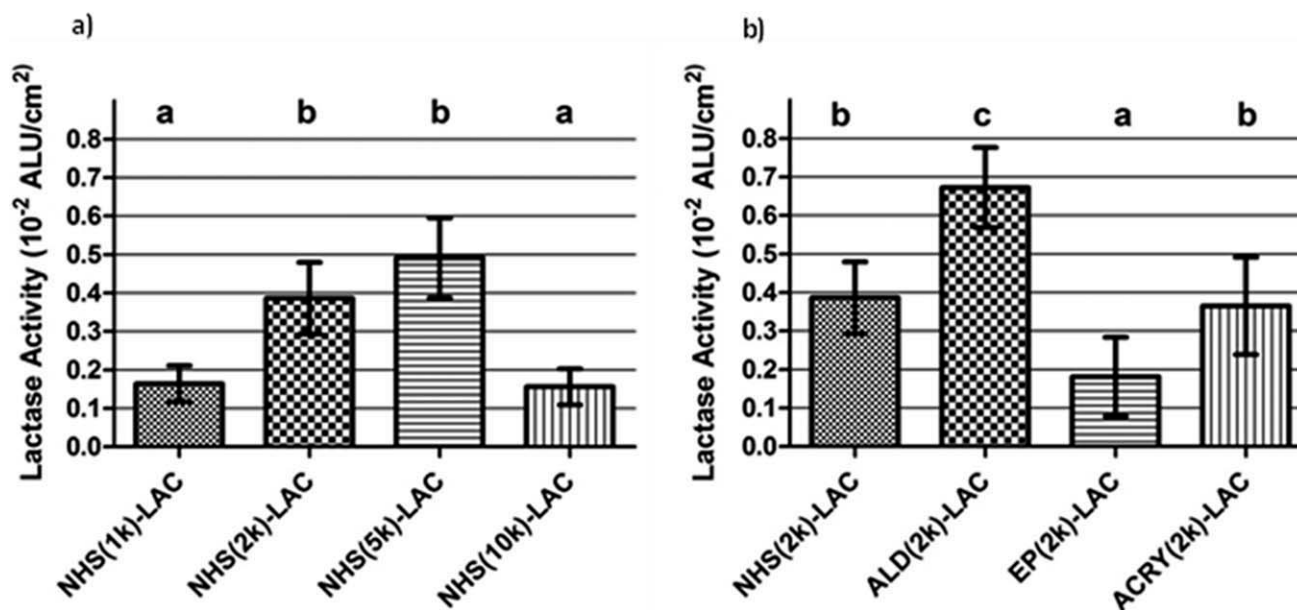 a)
Lactase Activity (10-2 ALU/cm2)
a b b a
0.8
0.7
0.6
0.5
0.4
0.3
0.2
0.1
0.0
NHS(1k)-LAC
NHS(2k)-LAC
NHS(5k)-LAC
NHS(10k)-LAC
b)
Lactase Activity (10-2 ALU/cm2)
b c a b
0.8
0.7
0.6
0.5
0.4
0.3
0.2
0.1
0.0
NHS(2k)-LAC
ALD(2k)-LAC
EP(2k)-LAC
ACRY(2k)-LAC